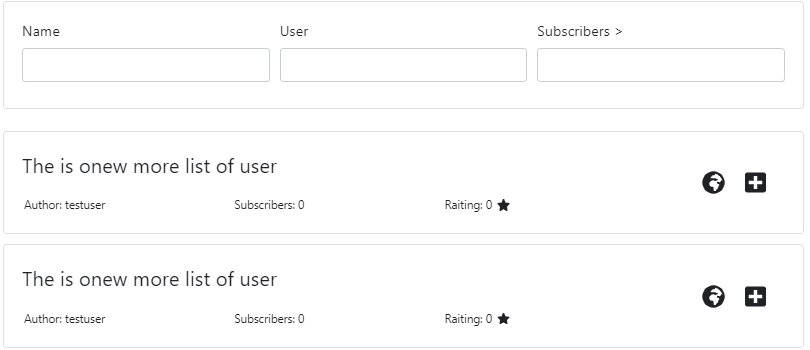 Name User Subscribers >
The is onew more list of user
Author: testuser Subscribers: 0 Raiting: 0
The is onew more list of user
Author: testuser Subscribers: 0 Raiting: 0